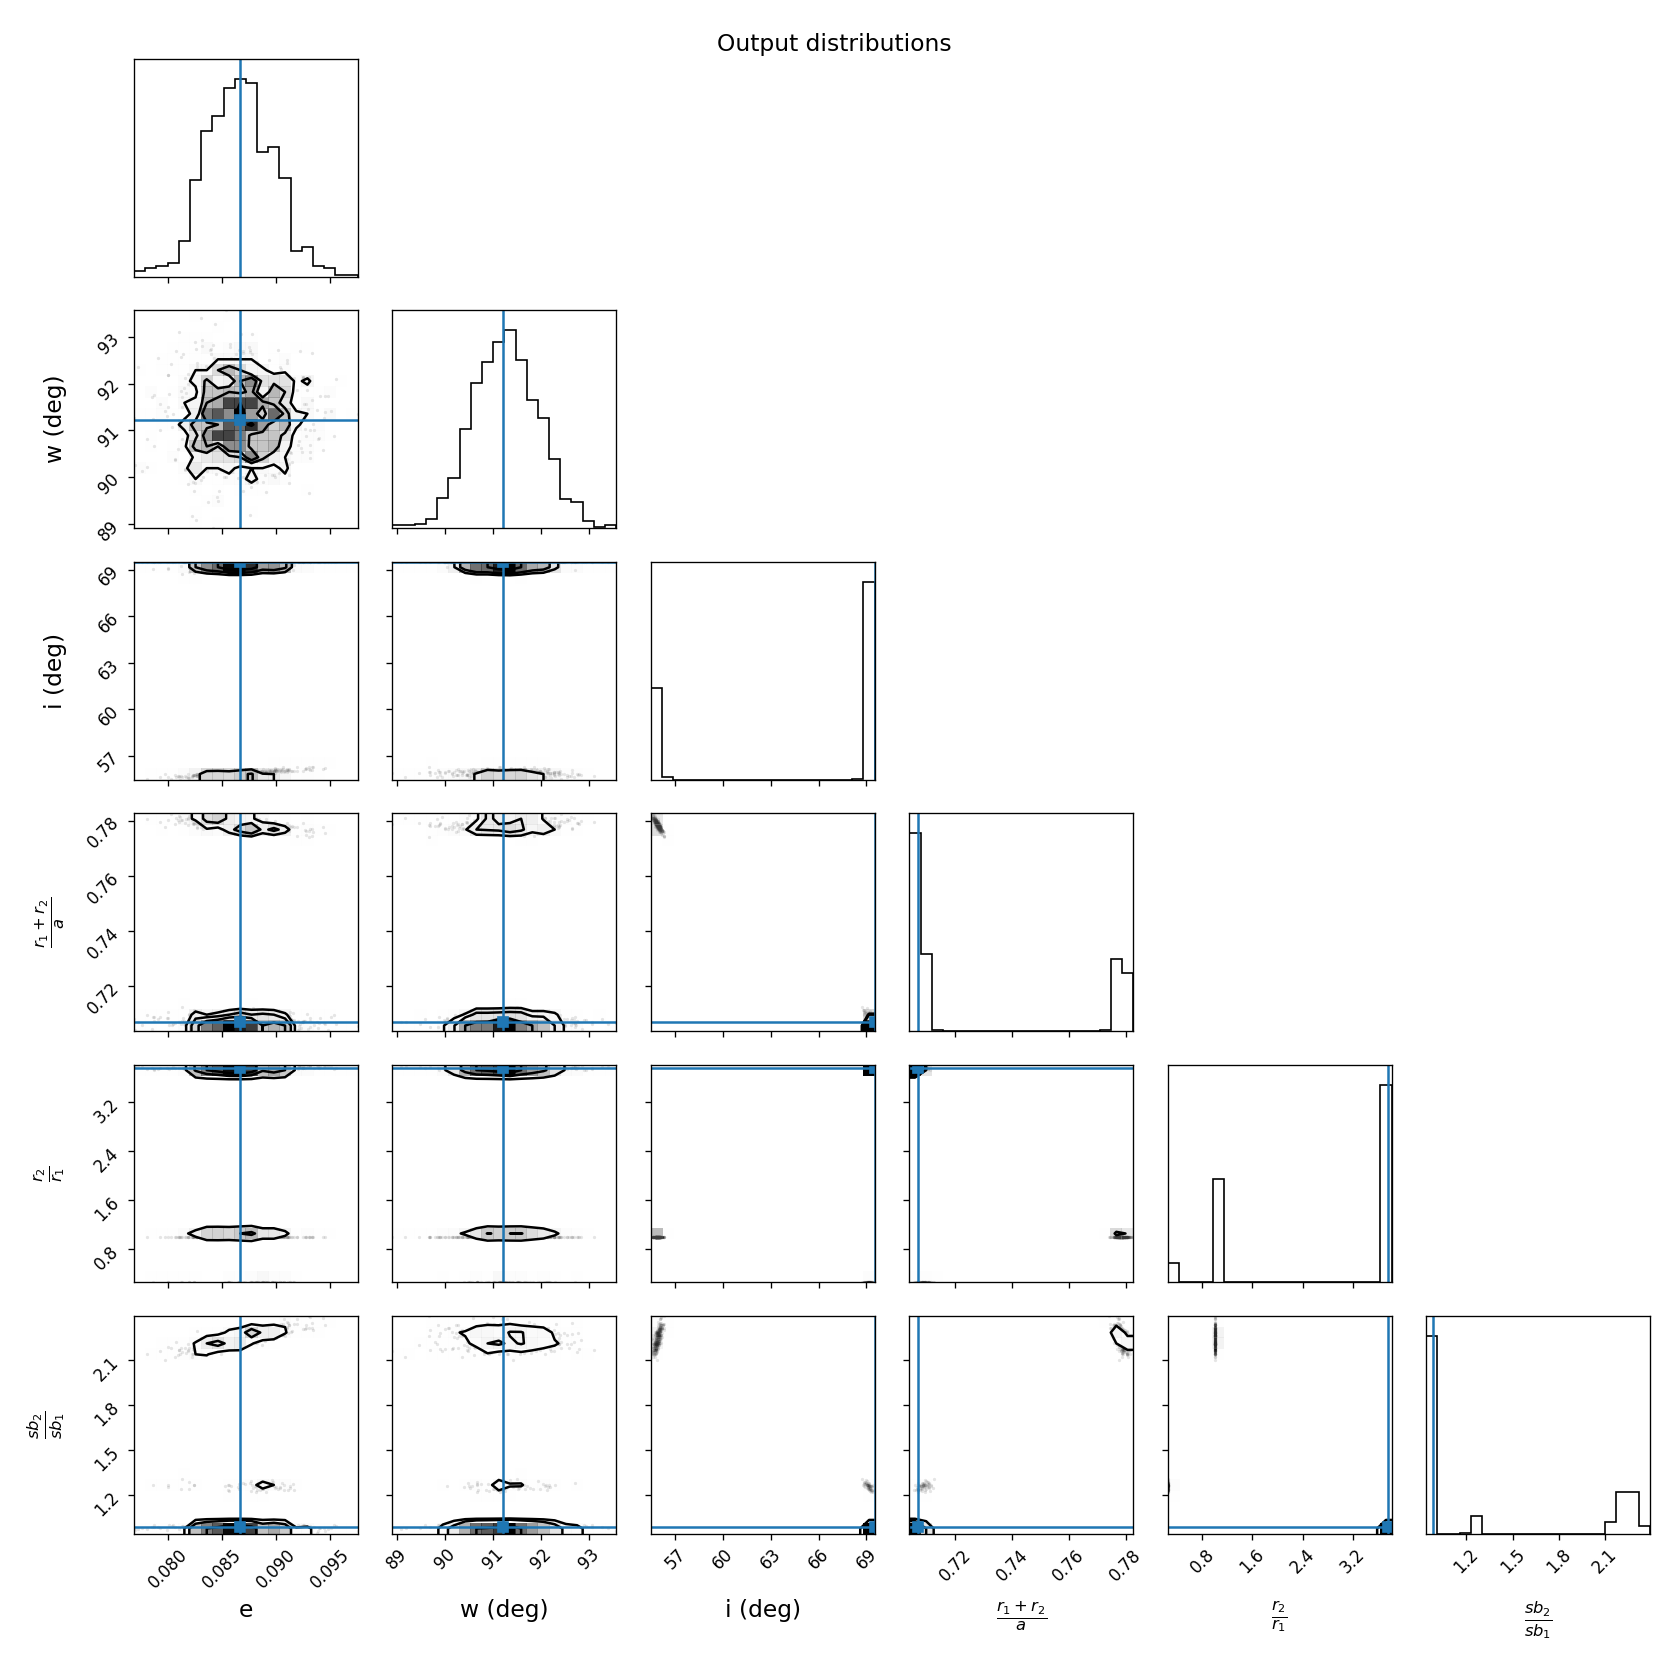 Output distributions
w (deg)
93
92
91
90
89
i (deg)
69
66
63
60
57
r₁ + r₂
a
0.78
0.76
0.74
0.72
r₂
r₁
3.2
2.4
1.6
0.8
sb₂
sb₁
2.1
1.8
1.5
1.2
0.080 0.085 0.090 0.095 89 90 91 92 93 57 60 63 66 69 0.72 0.74 0.76 0.78 0.8 1.6 2.4 3.2 1.2 1.5 1.8 2.1
e w (deg) i (deg)
r₁ + r₂
a
r₂
r₁
sb₂
sb₁